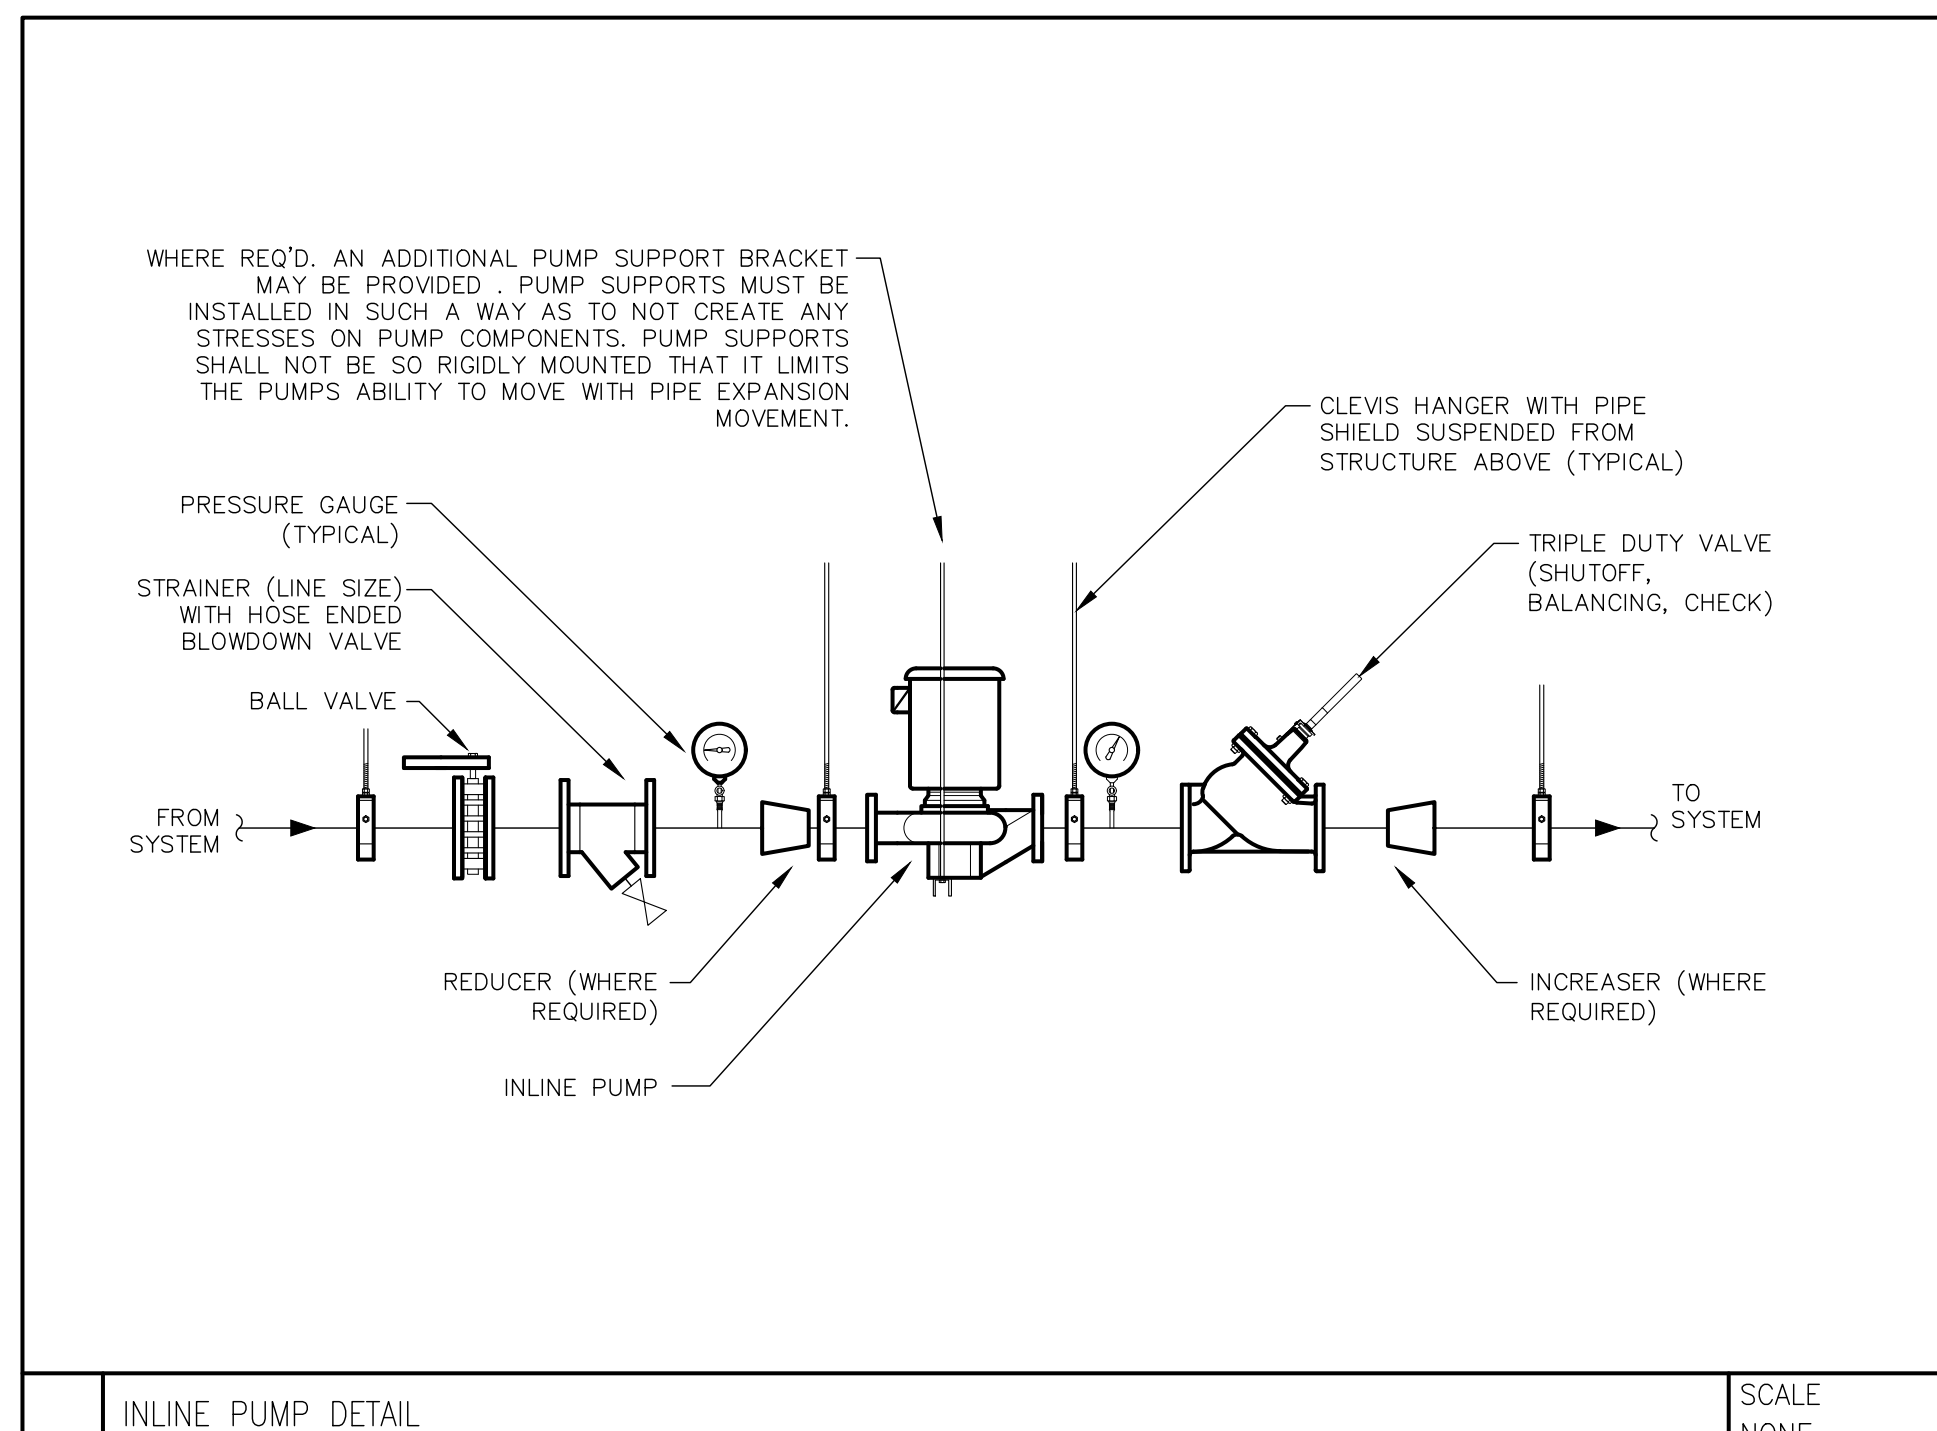 WHERE REQ'D. AN ADDITIONAL PUMP SUPPORT BRACKET
MAY BE PROVIDED . PUMP SUPPORTS MUST BE
INSTALLED IN SUCH A WAY AS TO NOT CREATE ANY
STRESSES ON PUMP COMPONENTS. PUMP SUPPORTS
SHALL NOT BE SO RIGIDLY MOUNTED THAT IT LIMITS
THE PUMPS ABILITY TO MOVE WITH PIPE EXPANSION
MOVEMENT.
CLEVIS HANGER WITH PIPE
SHIELD SUSPENDED FROM
STRUCTURE ABOVE (TYPICAL)
PRESSURE GAUGE
(TYPICAL)
TRIPLE DUTY VALVE
(SHUTOFF,
BALANCING, CHECK)
STRAINER (LINE SIZE)
WITH HOSE ENDED
BLOWDOWN VALVE
BALL VALVE
FROM
SYSTEM
TO
SYSTEM
REDUCER (WHERE
REQUIRED)
INCREASER (WHERE
REQUIRED)
INLINE PUMP
INLINE PUMP DETAIL
SCALE
NONE